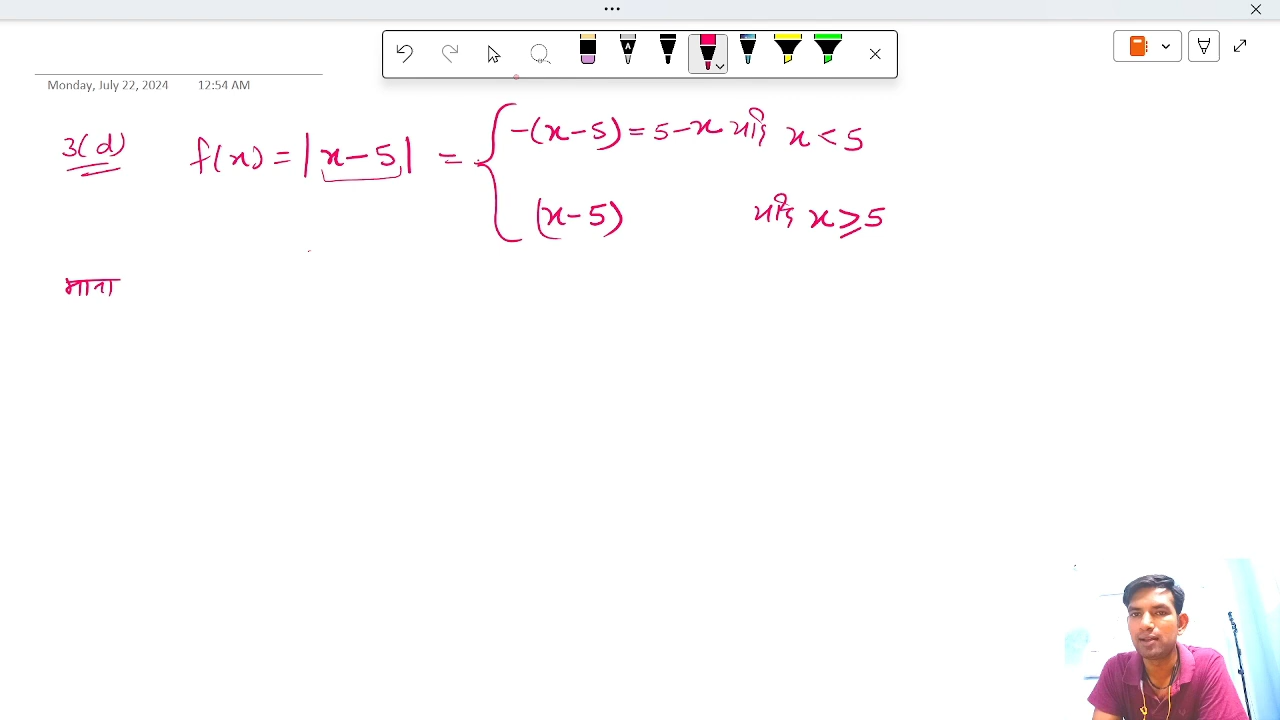 Monday, July 22, 2024 12:54 AM
3(d) f(x) = |x-5| = { -(x-5) = 5-x यदि x < 5
(x-5) यदि x ≥ 5
माना